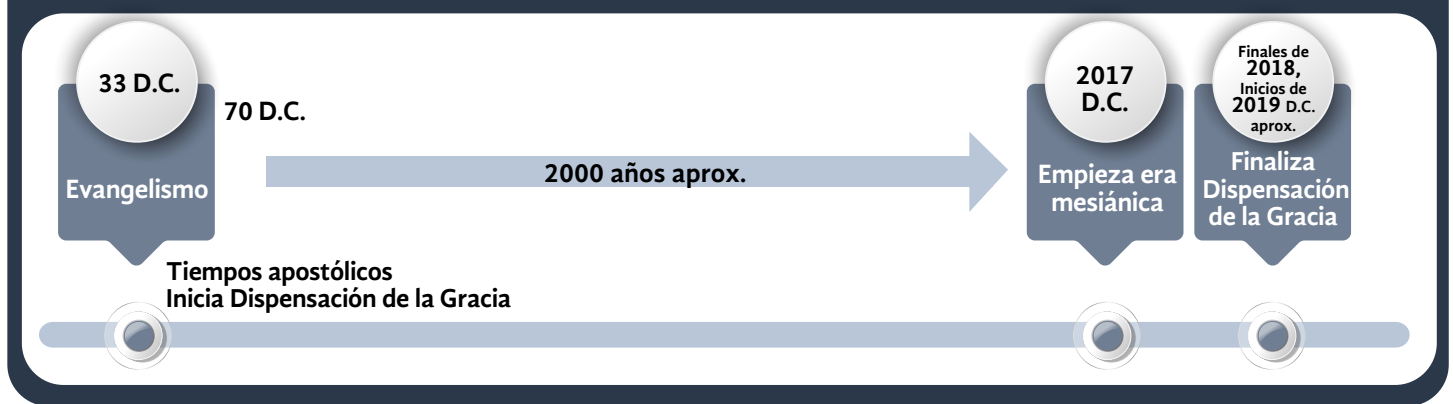 33 D.C.
70 D.C.
Evangelismo
2000 años aprox.
Tiempos apostólicos
Inicia Dispensación de la Gracia
2017
D.C.
Empieza era
mesiánica
Finales de
2018,
Inicios de
2019 D.C.
aprox.
Finaliza
Dispensación
de la Gracia